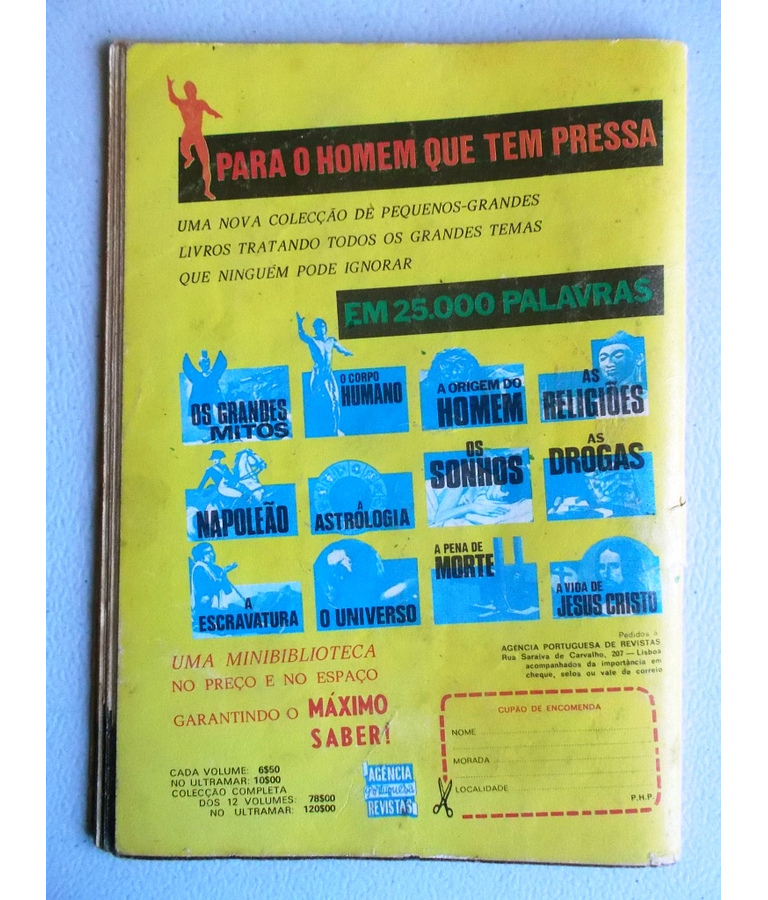 PARA O HOMEM QUE TEM PRESSA
UMA NOVA COLECÇÃO DE PEQUENOS-GRANDES
LIVROS TRATANDO TODOS OS GRANDES TEMAS
QUE NINGUÉM PODE IGNORAR
EM 25.000 PALAVRAS
OS GRANDES
MITOS
O CORPO
HUMANO
A ORIGEM DO
HOMEM
AS
RELIGIÕES
NAPOLEÃO
A
ASTROLOGIA
OS
SONHOS
AS
DROGAS
A
ESCRAVATURA
O UNIVERSO
A PENA DE
MORTE
A VIDA DE
JESUS CRISTO
UMA MINIBIBLIOTECA
NO PREÇO E NO ESPAÇO
GARANTINDO O MÁXIMO
SABER!
Pedidos à
AGENCIA PORTUGUESA DE REVISTAS
Rua Saraiva de Carvalho, 207 — Lisboa
acompanhados da importância em
cheque, selos ou vale de correio
CADA VOLUME: 6$50
NO ULTRAMAR: 10$00
COLECÇÃO COMPLETA
DOS 12 VOLUMES: 78$00
NO ULTRAMAR: 120$00
AGÊNCIA
Portuguesa
REVISTAS
CUPÃO DE ENCOMENDA
NOME
MORADA
LOCALIDADE
P.H.P.